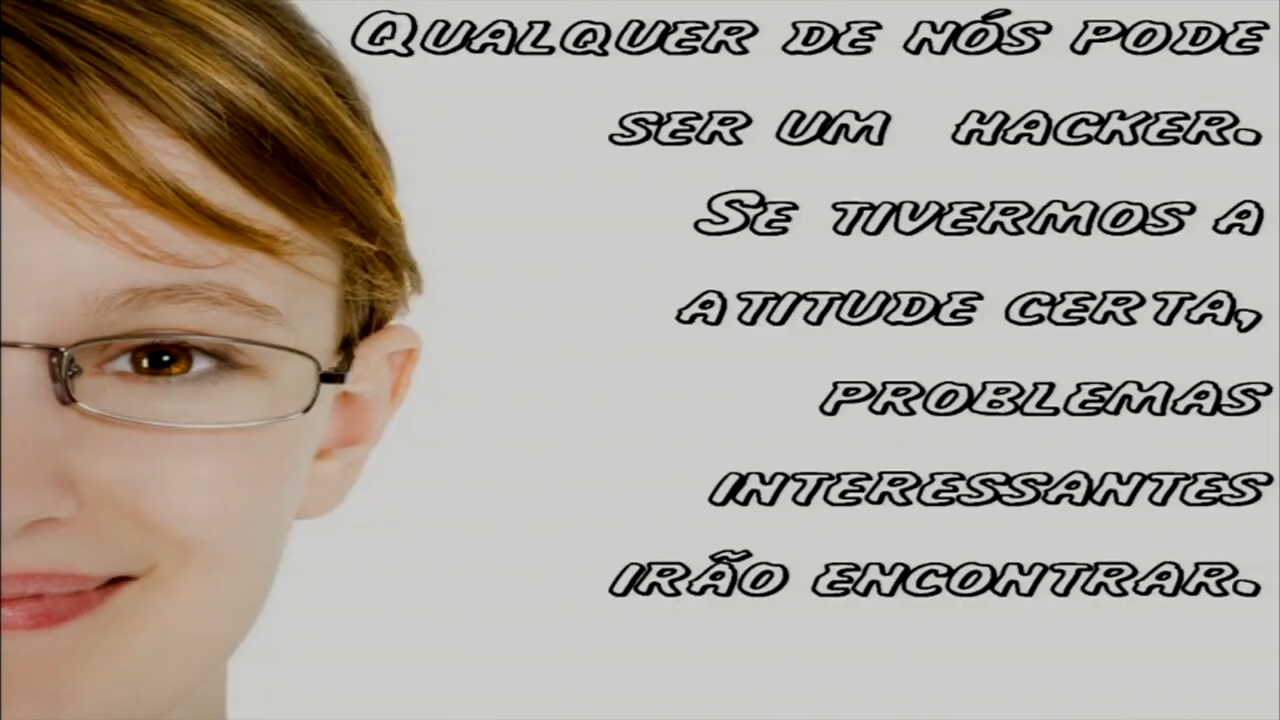 Qualquer de nós pode
ser um hacker.
Se tivermos a
atitude certa,
problemas
interessantes
irão encontrar.